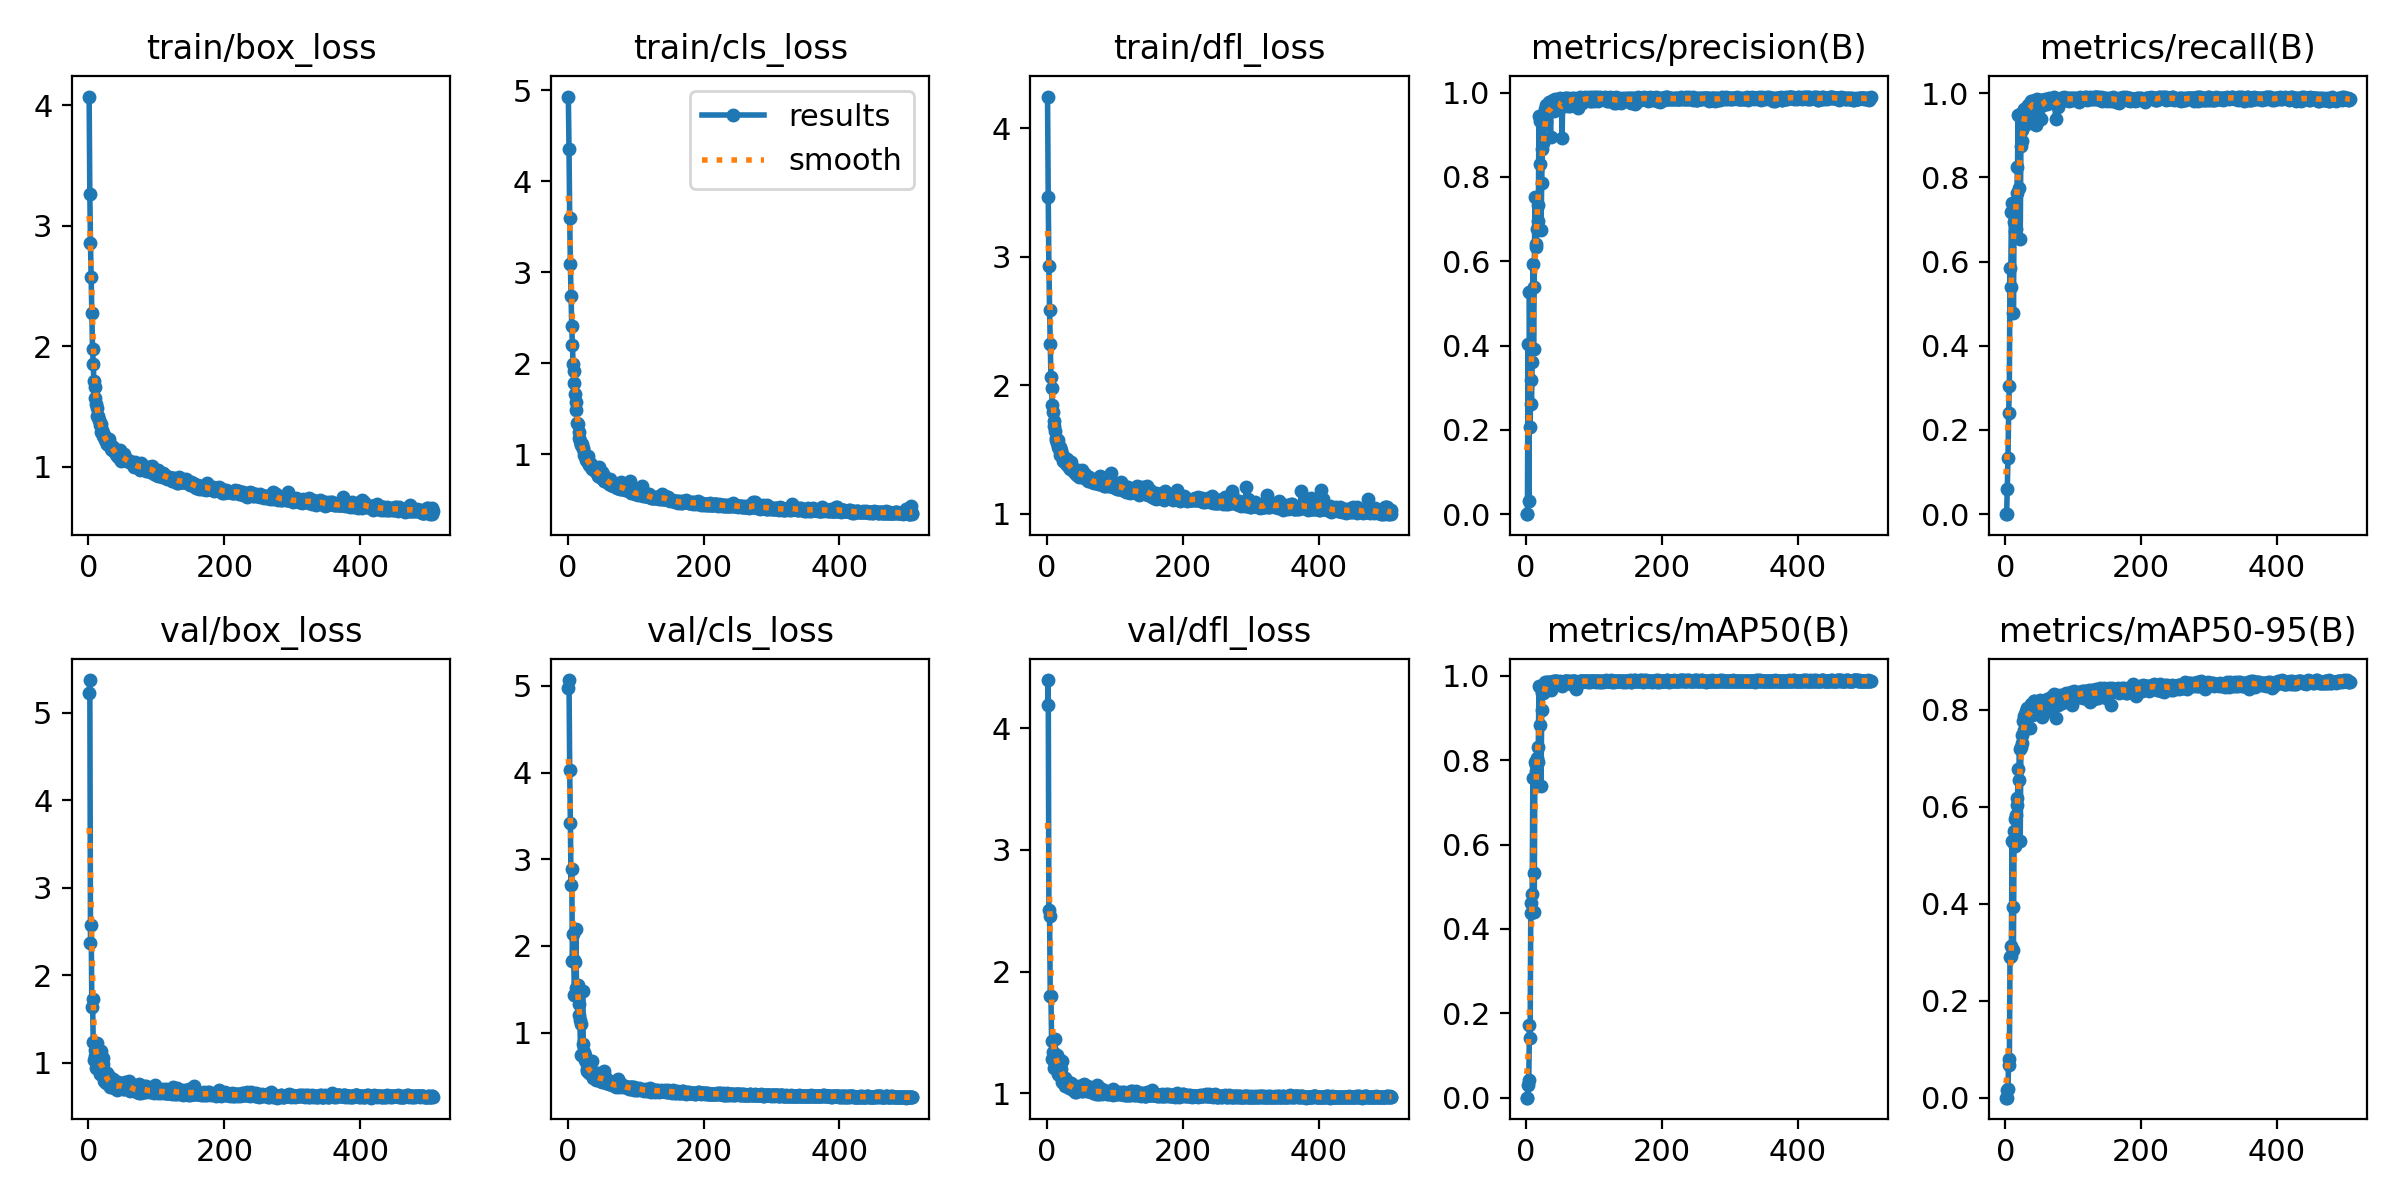 train/box_loss
4
3
2
1
0 200 400
train/cls_loss
5
4
3
2
1
0 200 400
results
smooth
train/dfl_loss
4
3
2
1
0 200 400
metrics/precision(B)
1.0
0.8
0.6
0.4
0.2
0.0
0 200 400
metrics/recall(B)
1.0
0.8
0.6
0.4
0.2
0.0
0 200 400
val/box_loss
5
4
3
2
1
0 200 400
val/cls_loss
5
4
3
2
1
0 200 400
val/dfl_loss
4
3
2
1
0 200 400
metrics/mAP50(B)
1.0
0.8
0.6
0.4
0.2
0.0
0 200 400
metrics/mAP50-95(B)
0.8
0.6
0.4
0.2
0.0
0 200 400